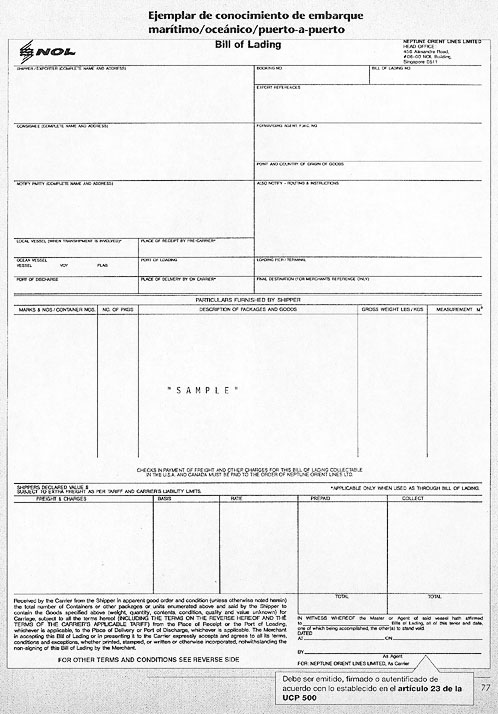 Ejemplar de conocimiento de embarque
marítimo/oceánico/puerto-a-puerto
NOL
Bill of Lading
NEPTUNE ORIENT LINES LIMITED
HEAD OFFICE
456 Alexandra Road,
#06-00 NOL Building,
Singapore 0511
SHIPPER/EXPORTER (COMPLETE NAME AND ADDRESS)
BOOKING NO.
BILL OF LADING NO.
EXPORT REFERENCES
CONSIGNEE (COMPLETE NAME AND ADDRESS)
FORWARDING AGENT F.M.C. NO.
POINT AND COUNTRY OF ORIGIN OF GOODS
NOTIFY PARTY (COMPLETE NAME AND ADDRESS)
ALSO NOTIFY - ROUTING & INSTRUCTIONS
LOCAL VESSEL (WHEN TRANSHIPMENT IS INVOLVED)*
PLACE OF RECEIPT BY PRE-CARRIER*
OCEAN VESSEL
VESSEL VOY FLAG
PORT OF LOADING
LOADING PIER / TERMINAL
PORT OF DISCHARGE
PLACE OF DELIVERY BY ON CARRIER*
FINAL DESTINATION (FOR MERCHANTS REFERENCE ONLY)
PARTICULARS FURNISHED BY SHIPPER
MARKS & NOS / CONTAINER NOS.
NO. OF PKGS
DESCRIPTION OF PACKAGES AND GOODS
GROSS WEIGHT LBS / KGS
MEASUREMENT M³
"SAMPLE"
CHECKS IN PAYMENT OF FREIGHT AND OTHER CHARGES FOR THIS BILL OF LADING COLLECTABLE
IN THE U.S.A. AND CANADA MUST BE PAID TO THE ORDER OF NEPTUNE ORIENT LINES LTD.
SHIPPERS DECLARED VALUE $
SUBJECT TO EXTRA FREIGHT AS PER TARIFF AND CARRIER'S LIABILITY LIMITS.
*APPLICABLE ONLY WHEN USED AS THROUGH BILL OF LADING.
FREIGHT & CHARGES
BASIS
RATE
PREPAID
COLLECT
TOTAL
TOTAL
Received by the Carrier from the Shipper in apparent good order and condition (unless otherwise noted herein)
the total number of Containers or other packages or units enumerated above and said by the Shipper to
contain the Goods specified above (weight, quantity, contents, condition, quality and value unknown) for
Carriage, subject to all the terms hereof (INCLUDING THE TERMS ON THE REVERSE HEREOF AND THE
TERMS OF THE CARRIER'S APPLICABLE TARIFF) from the Place of Receipt or the Port of Loading,
whichever is applicable, to the Place of Delivery or Port of Discharge, whichever is applicable. The Merchant
in accepting this Bill of Lading or in presenting it to the Carrier expressly accepts and agrees to all its terms,
conditions and exceptions, whether printed, stamped, or written or otherwise incorporated, notwithstanding the
non-signing of this Bill of Lading by the Merchant.
FOR OTHER TERMS AND CONDITIONS SEE REVERSE SIDE
IN WITNESS WHEREOF the Master or Agent of said vessel hath affirmed
to Bills of Lading, all of this tenor and date,
one of which being accomplished, the other(s) to stand void.
DATED
AT ON
BY
As Agent
FOR: NEPTUNE ORIENT LINES LIMITED, As Carrier
Debe ser emitido, firmado o autentificado de
acuerdo con lo establecido en el artículo 23 de la
UCP 500
77